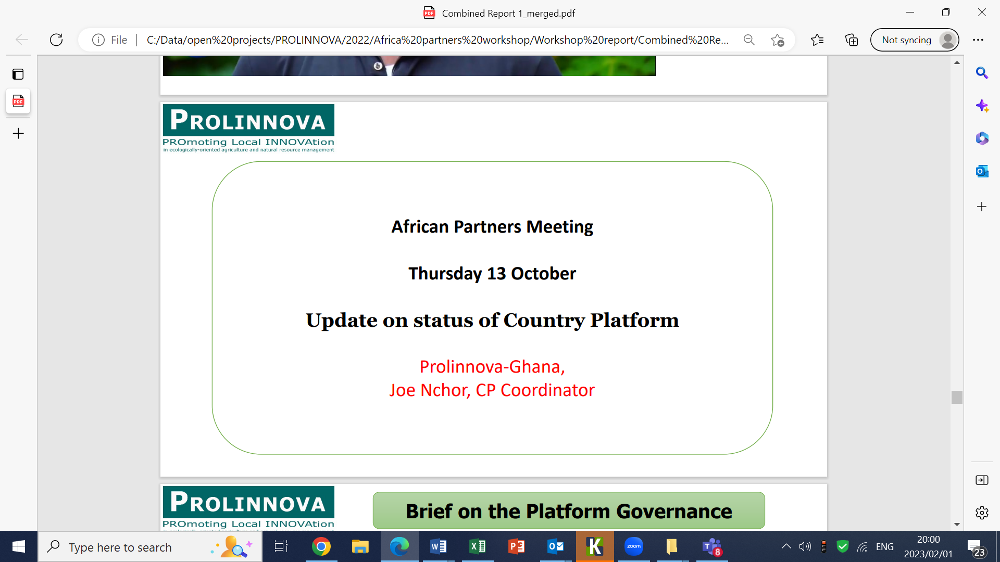 Combined Report 1_merged.pdf
File
C:/Data/open%20projects/PROLINNOVA/2022/Africa%20partners%20workshop/Workshop%20report/Combined%20Re...
Not syncing
PROLINNOVA
PROmoting Local INNOVAtion
in ecologically-oriented agriculture and natural resource management
African Partners Meeting
Thursday 13 October
Update on status of Country Platform
Prolinnova-Ghana,
Joe Nchor, CP Coordinator
PROLINNOVA
PROmoting Local INNOVAtion
Brief on the Platform Governance
Type here to search
zoom
8
ENG
20:00
2023/02/01
23